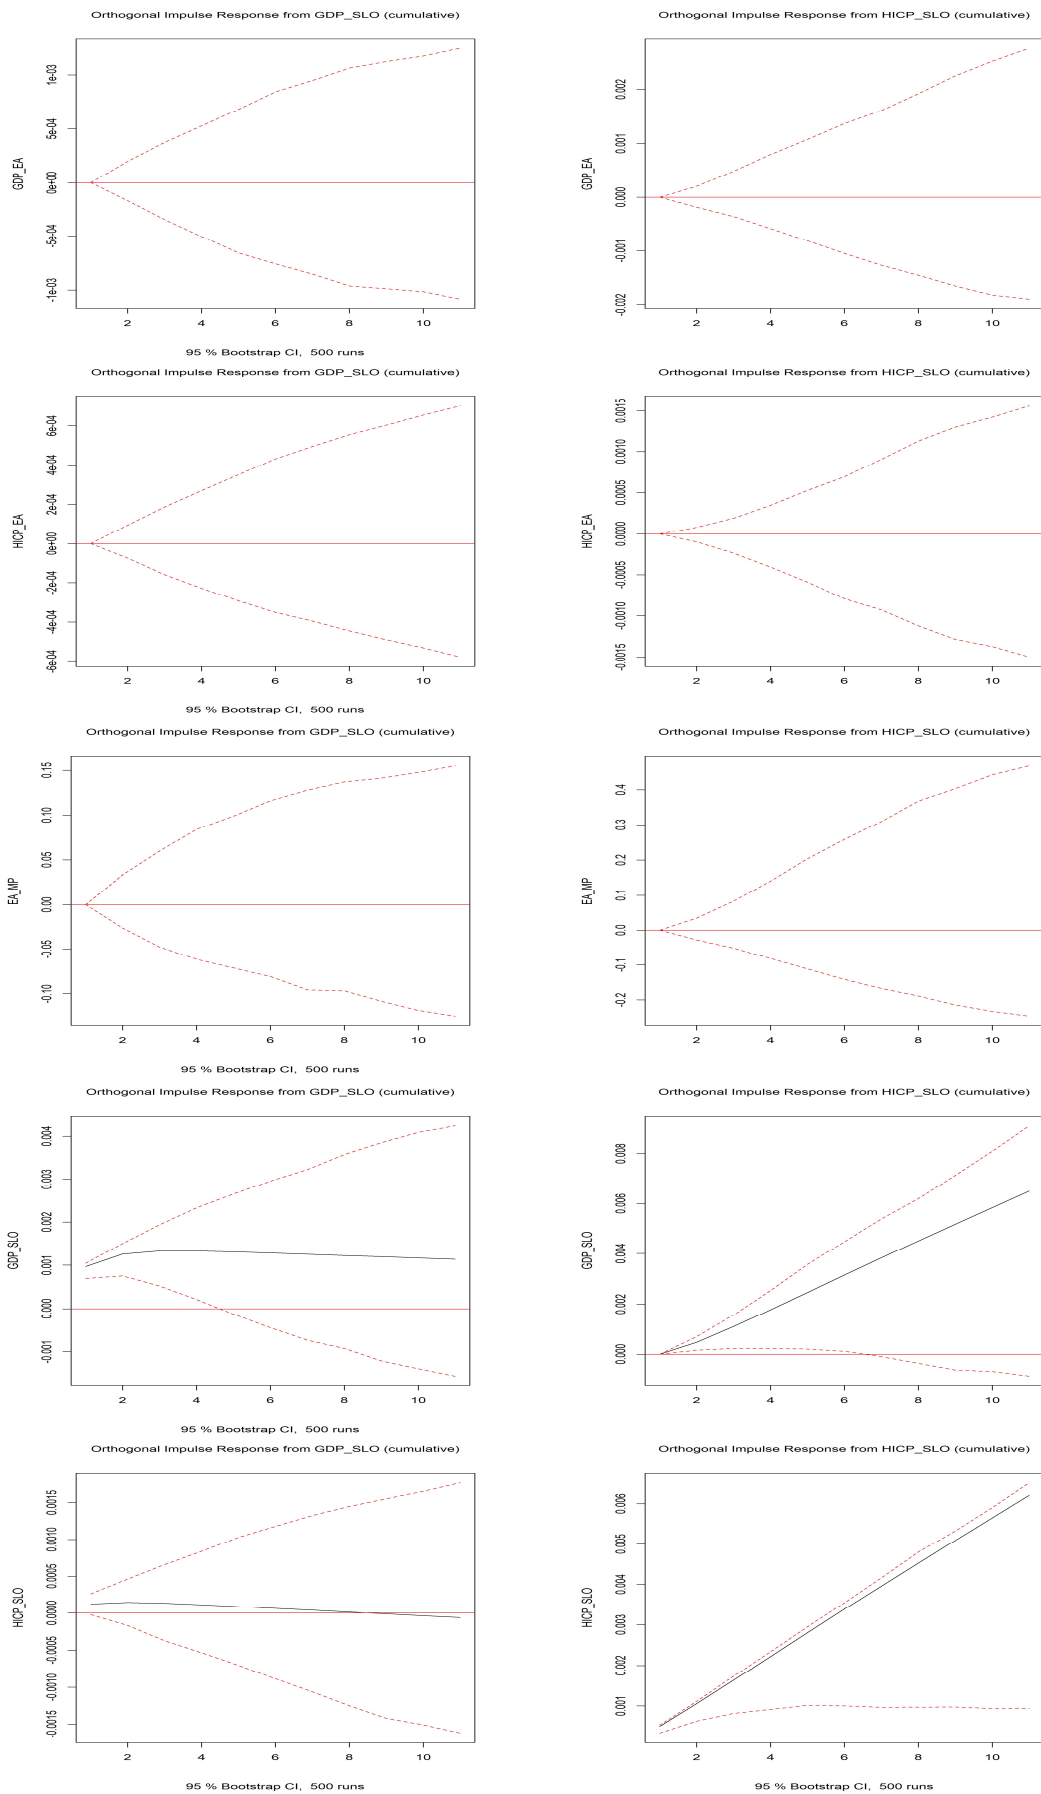 Orthogonal Impulse Response from GDP_SLO (cumulative)
GDP_EA
1e-03
5e-04
0e+00
-5e-04
-1e-03
2 4 6 8 10
95 % Bootstrap CI, 500 runs
Orthogonal Impulse Response from HICP_SLO (cumulative)
GDP_EA
0.002
0.001
0.000
-0.001
-0.002
2 4 6 8 10
Orthogonal Impulse Response from GDP_SLO (cumulative)
HICP_EA
6e-04
4e-04
2e-04
0e+00
-2e-04
-4e-04
-6e-04
2 4 6 8 10
95 % Bootstrap CI, 500 runs
Orthogonal Impulse Response from HICP_SLO (cumulative)
HICP_EA
0.0015
0.0010
0.0005
0.0000
-0.0005
-0.0010
-0.0015
2 4 6 8 10
Orthogonal Impulse Response from GDP_SLO (cumulative)
EA_MP
0.15
0.10
0.05
0.00
-0.05
-0.10
2 4 6 8 10
95 % Bootstrap CI, 500 runs
Orthogonal Impulse Response from HICP_SLO (cumulative)
EA_MP
0.4
0.3
0.2
0.1
0.0
-0.1
-0.2
2 4 6 8 10
Orthogonal Impulse Response from GDP_SLO (cumulative)
GDP_SLO
0.004
0.003
0.002
0.001
0.000
-0.001
2 4 6 8 10
95 % Bootstrap CI, 500 runs
Orthogonal Impulse Response from HICP_SLO (cumulative)
GDP_SLO
0.008
0.006
0.004
0.002
0.000
2 4 6 8 10
Orthogonal Impulse Response from GDP_SLO (cumulative)
HICP_SLO
0.0015
0.0010
0.0005
0.0000
-0.0005
-0.0010
-0.0015
2 4 6 8 10
95 % Bootstrap CI, 500 runs
Orthogonal Impulse Response from HICP_SLO (cumulative)
HICP_SLO
0.006
0.005
0.004
0.003
0.002
0.001
2 4 6 8 10
95 % Bootstrap CI, 500 runs